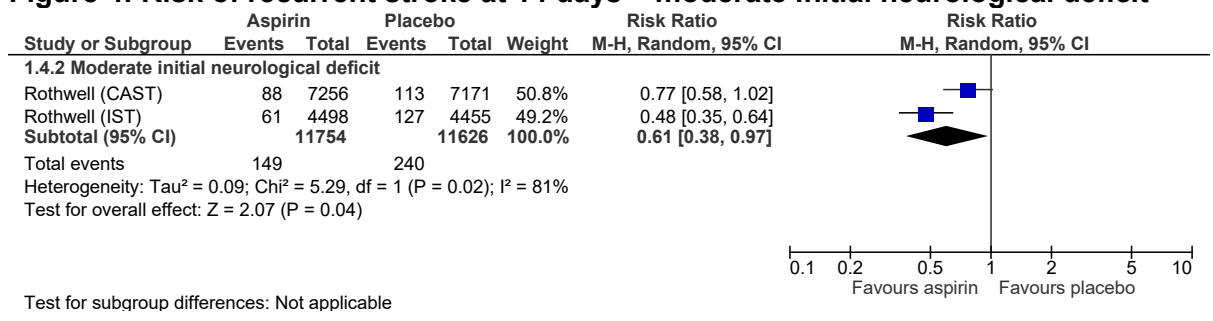 Figure 4. Risk of recurrent stroke at 14 days – moderate initial neurological deficit
Aspirin Placebo Risk Ratio Risk Ratio
Study or Subgroup Events Total Events Total Weight M-H, Random, 95% CI M-H, Random, 95% CI
1.4.2 Moderate initial neurological deficit
Rothwell (CAST) 88 7256 113 7171 50.8% 0.77 [0.58, 1.02]
Rothwell (IST) 61 4498 127 4455 49.2% 0.48 [0.35, 0.64]
Subtotal (95% CI) 11754 11626 100.0% 0.61 [0.38, 0.97]
Total events 149 240
Heterogeneity: Tau² = 0.09; Chi² = 5.29, df = 1 (P = 0.02); I² = 81%
Test for overall effect: Z = 2.07 (P = 0.04)
0.1 0.2 0.5 1 2 5 10
Favours aspirin Favours placebo
Test for subgroup differences: Not applicable